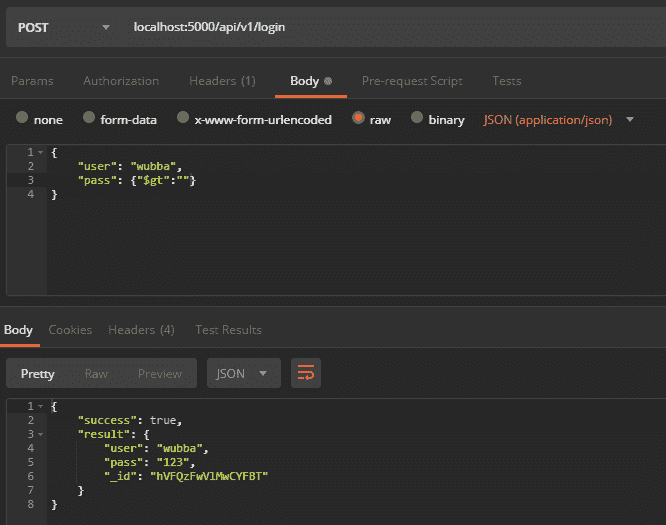 POST localhost:5000/api/v1/login
Params Authorization Headers (1) Body Pre-request Script Tests
none form-data x-www-form-urlencoded raw binary JSON (application/json)
1 {
2 "user": "wubba",
3 "pass": {"$gt":""}
4 }
Body Cookies Headers (4) Test Results
Pretty Raw Preview JSON
1 {
2 "success": true,
3 "result": {
4 "user": "wubba",
5 "pass": "123",
6 "_id": "hVFQzFwVlMwCYFBT"
7 }
8 }